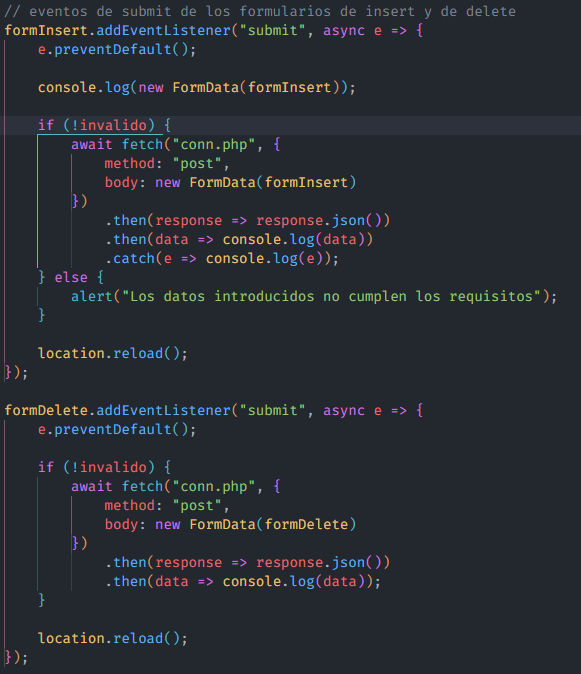 // eventos de submit de los formularios de insert y de delete
formInsert.addEventListener("submit", async e => {
    e.preventDefault();

    console.log(new FormData(formInsert));

    if (!invalido) {
        await fetch("conn.php", {
            method: "post",
            body: new FormData(formInsert)
        })
            .then(response => response.json())
            .then(data => console.log(data))
            .catch(e => console.log(e));
    } else {
        alert("Los datos introducidos no cumplen los requisitos");
    }

    location.reload();
});

formDelete.addEventListener("submit", async e => {
    e.preventDefault();

    if (!invalido) {
        await fetch("conn.php", {
            method: "post",
            body: new FormData(formDelete)
        })
            .then(response => response.json())
            .then(data => console.log(data));
    }

    location.reload();
});